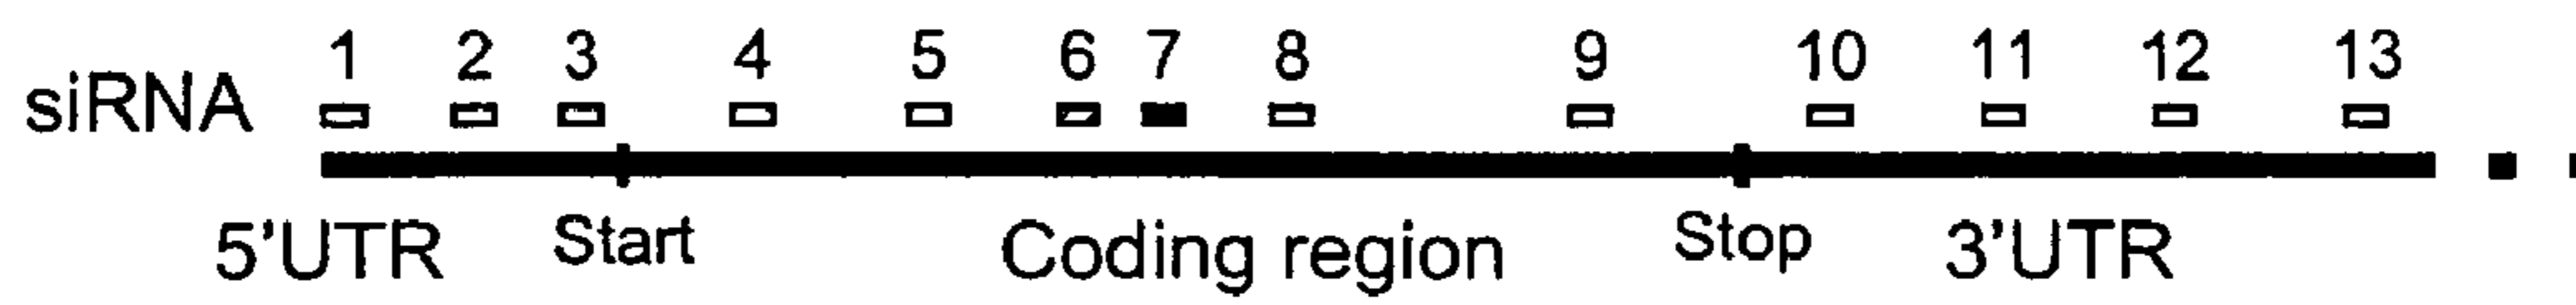 1 2 3 4 5 6 7 8 9 10 11 12 13
siRNA
5'UTR Start Coding region Stop 3'UTR